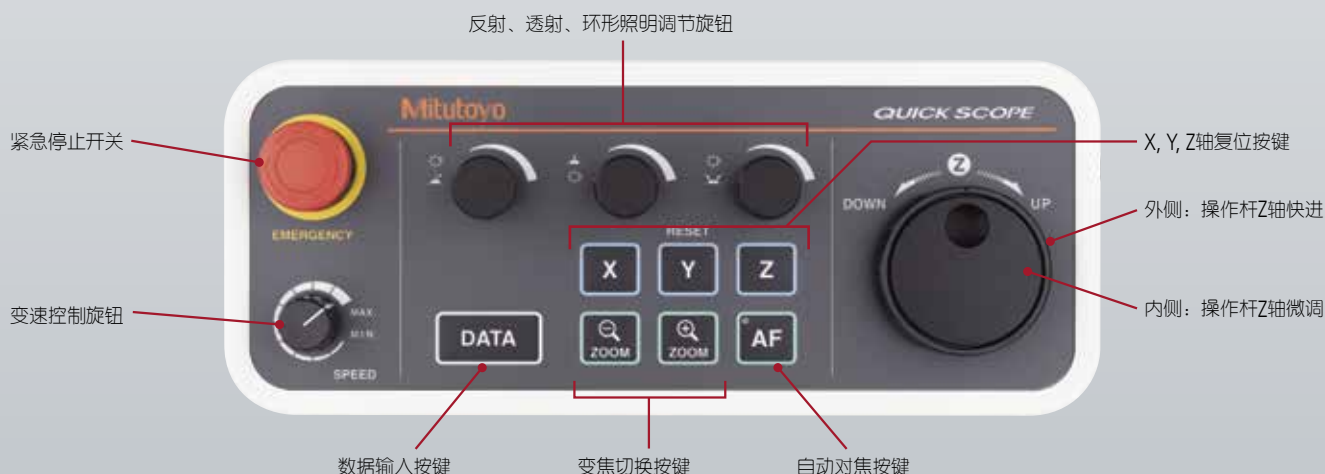 反射、透射、环形照明调节旋钮
Mitutoyo
QUICK SCOPE
紧急停止开关
X, Y, Z轴复位按键
Z
DOWN
UP
外侧：操作杆Z轴快进
EMERGENCY
RESET
X
Y
Z
内侧：操作杆Z轴微调
变速控制旋钮
MAX
MIN
DATA
ZOOM
ZOOM
AF
SPEED
数据输入按键
变焦切换按键
自动对焦按键